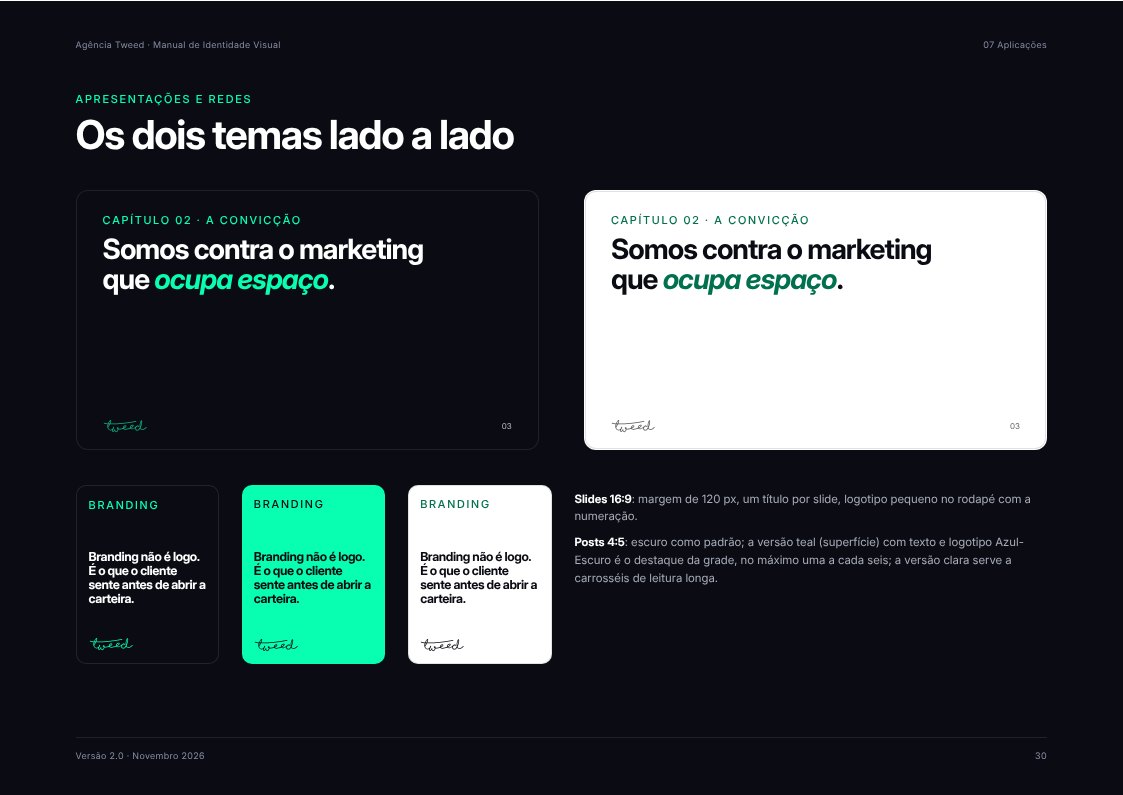 Agência Tweed · Manual de Identidade Visual
07 Aplicações
APRESENTAÇÕES E REDES
Os dois temas lado a lado
CAPÍTULO 02 · A CONVICÇÃO
Somos contra o marketing
que ocupa espaço.
tweed
03
CAPÍTULO 02 · A CONVICÇÃO
Somos contra o marketing
que ocupa espaço.
tweed
03
BRANDING
Branding não é logo.
É o que o cliente
sente antes de abrir a
carteira.
tweed
BRANDING
Branding não é logo.
É o que o cliente
sente antes de abrir a
carteira.
tweed
BRANDING
Branding não é logo.
É o que o cliente
sente antes de abrir a
carteira.
tweed
Slides 16:9: margem de 120 px, um título por slide, logotipo pequeno no rodapé com a
numeração.
Posts 4:5: escuro como padrão; a versão teal (superfície) com texto e logotipo Azul-
Escuro é o destaque da grade, no máximo uma a cada seis; a versão clara serve a
carrosséis de leitura longa.
Versão 2.0 · Novembro 2026
30